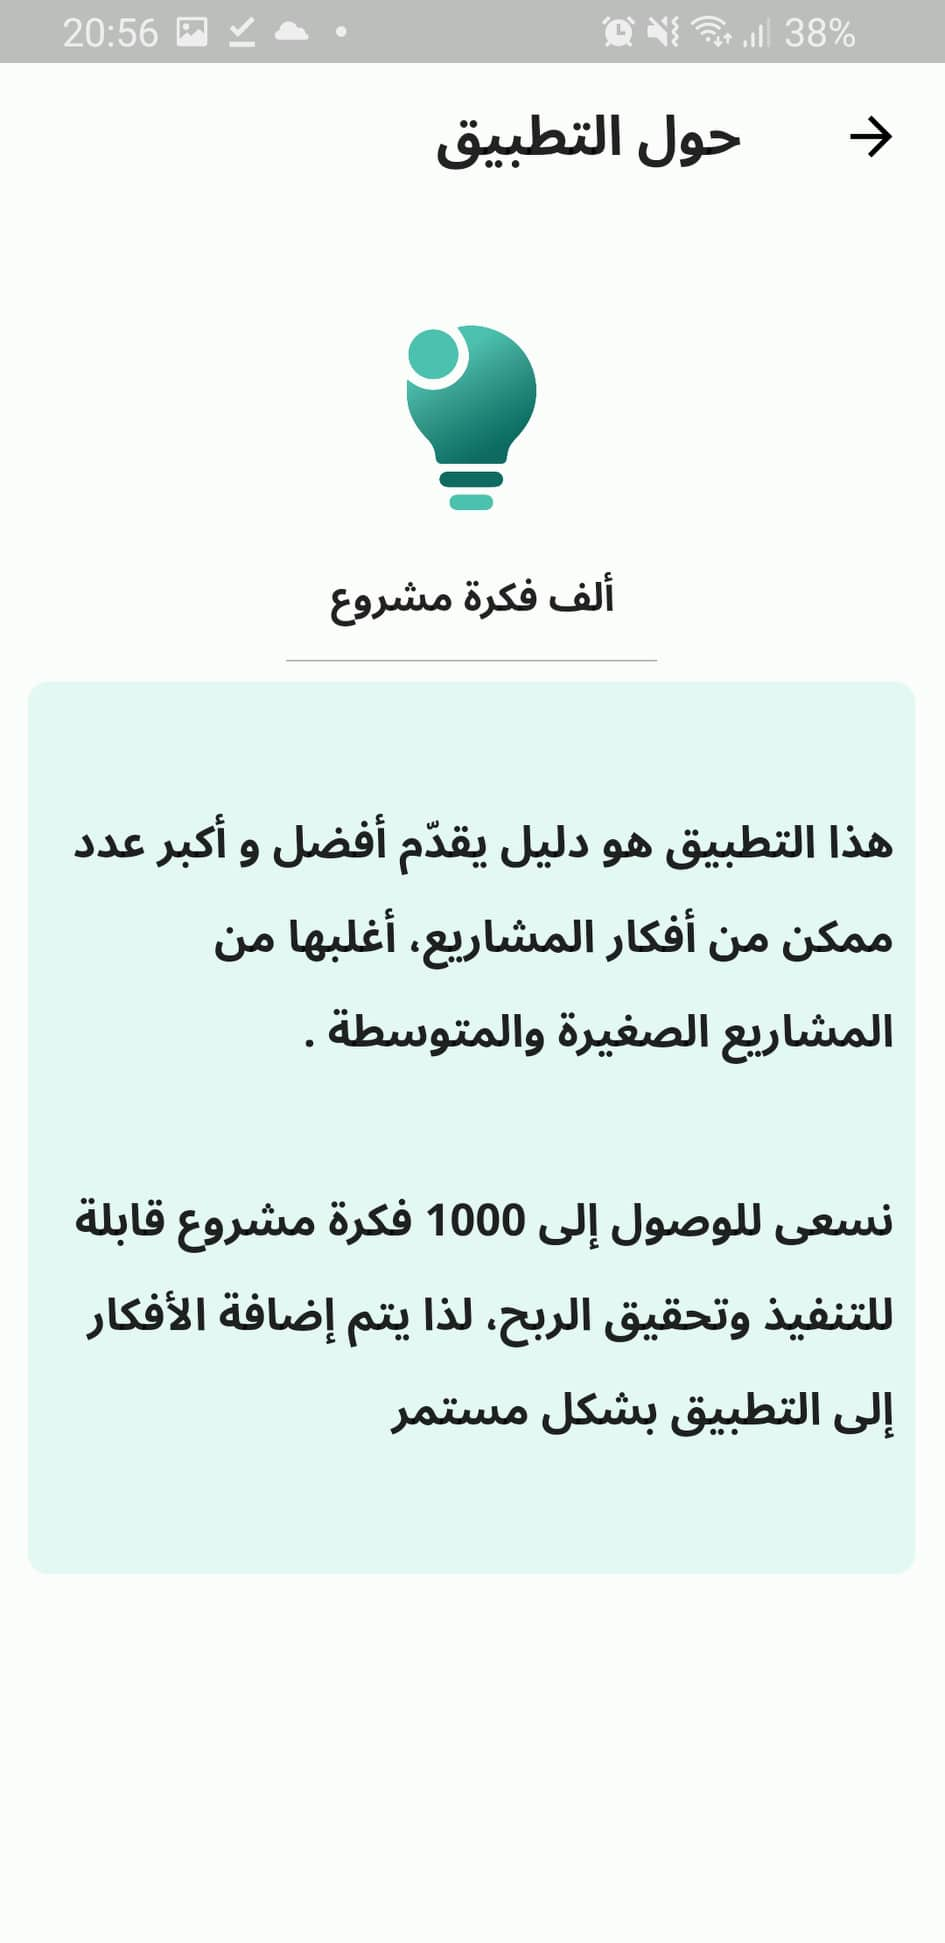 20:56
38%
حول التطبيق
ألف فكرة مشروع
هذا التطبيق هو دليل يقدّم أفضل و أكبر عدد
ممكن من أفكار المشاريع، أغلبها من
المشاريع الصغيرة والمتوسطة .
نسعى للوصول إلى 1000 فكرة مشروع قابلة
للتنفيذ وتحقيق الربح، لذا يتم إضافة الأفكار
إلى التطبيق بشكل مستمر